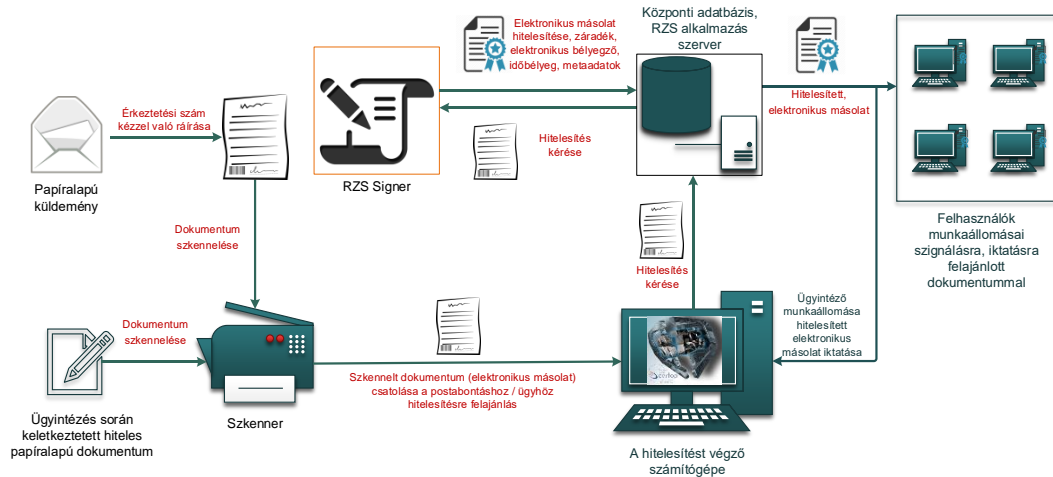 Elektronikus másolat
hitelesítése, záradék,
elektronikus bélyegző,
időbélyeg, metaadatok
Központi adatbázis,
RZS alkalmazás
szerver
Érkeztetési szám
kézzel való ráírása
Hitelesített,
elektronikus másolat
Hitelesítés
kérése
Papíralapú
küldemény
RZS Signer
Felhasználók
munkaállomásai
szignálásra, iktatásra
felajánlott
dokumentummal
Dokumentum
szkennelése
Hitelesítés
kérése
Dokumentum
szkennelése
Ügyintéző
munkaállomása
hitelesített
elektronikus
másolat iktatása
Szkennelt dokumentum (elektronikus másolat)
csatolása a postabontáshoz / ügyhöz
hitelesítésre felajánlás
Ügyintézés során
keletkeztetett hiteles
papíralapú dokumentum
Szkenner
A hitelesítést végző
számítógépe